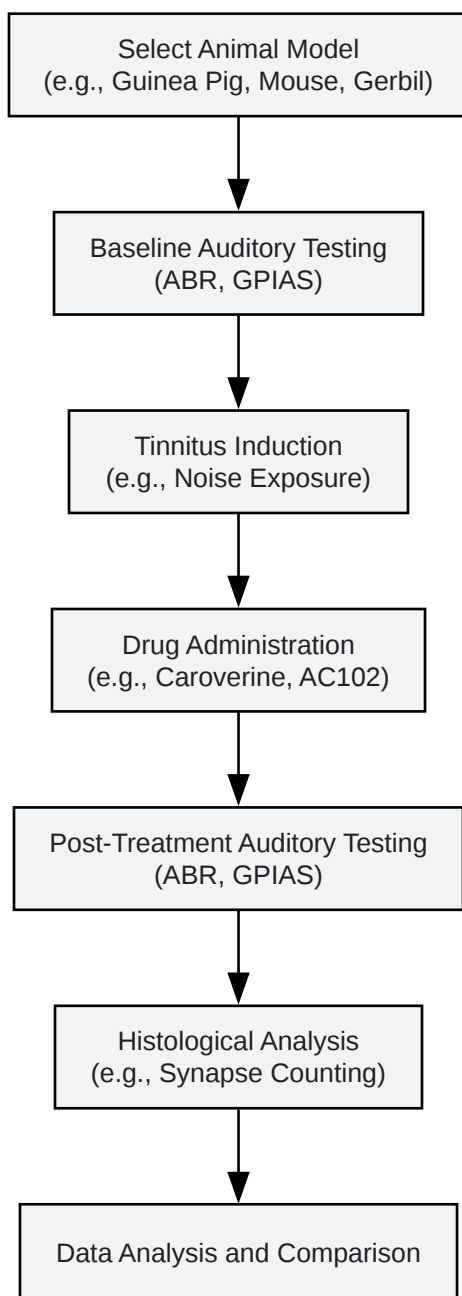 Select Animal Model
(e.g., Guinea Pig, Mouse, Gerbil)
Baseline Auditory Testing
(ABR, GPIAS)
Tinnitus Induction
(e.g., Noise Exposure)
Drug Administration
(e.g., Caroverine, AC102)
Post-Treatment Auditory Testing
(ABR, GPIAS)
Histological Analysis
(e.g., Synapse Counting)
Data Analysis and Comparison